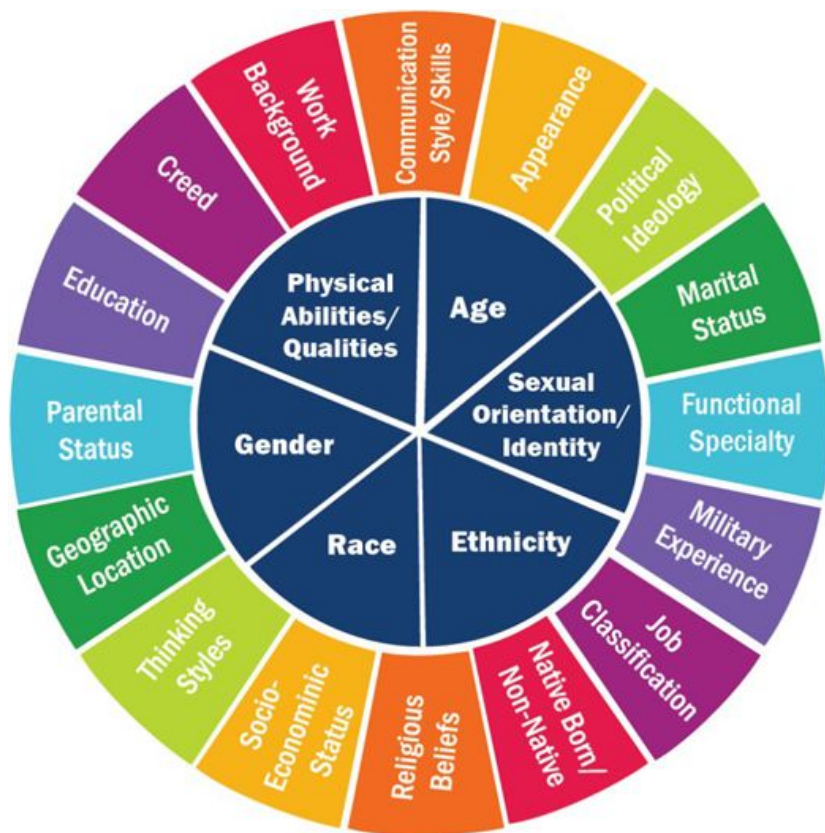 Communication
Style/Skills
Appearance
Political
Ideology
Marital
Status
Functional
Specialty
Military
Experience
Job
Classification
Native Born/
Non-Native
Religious
Beliefs
Socio-
Econominic
Status
Thinking
Styles
Geographic
Location
Parental
Status
Education
Creed
Work
Background
Age
Sexual
Orientation/
Identity
Ethnicity
Race
Gender
Physical
Abilities/
Qualities